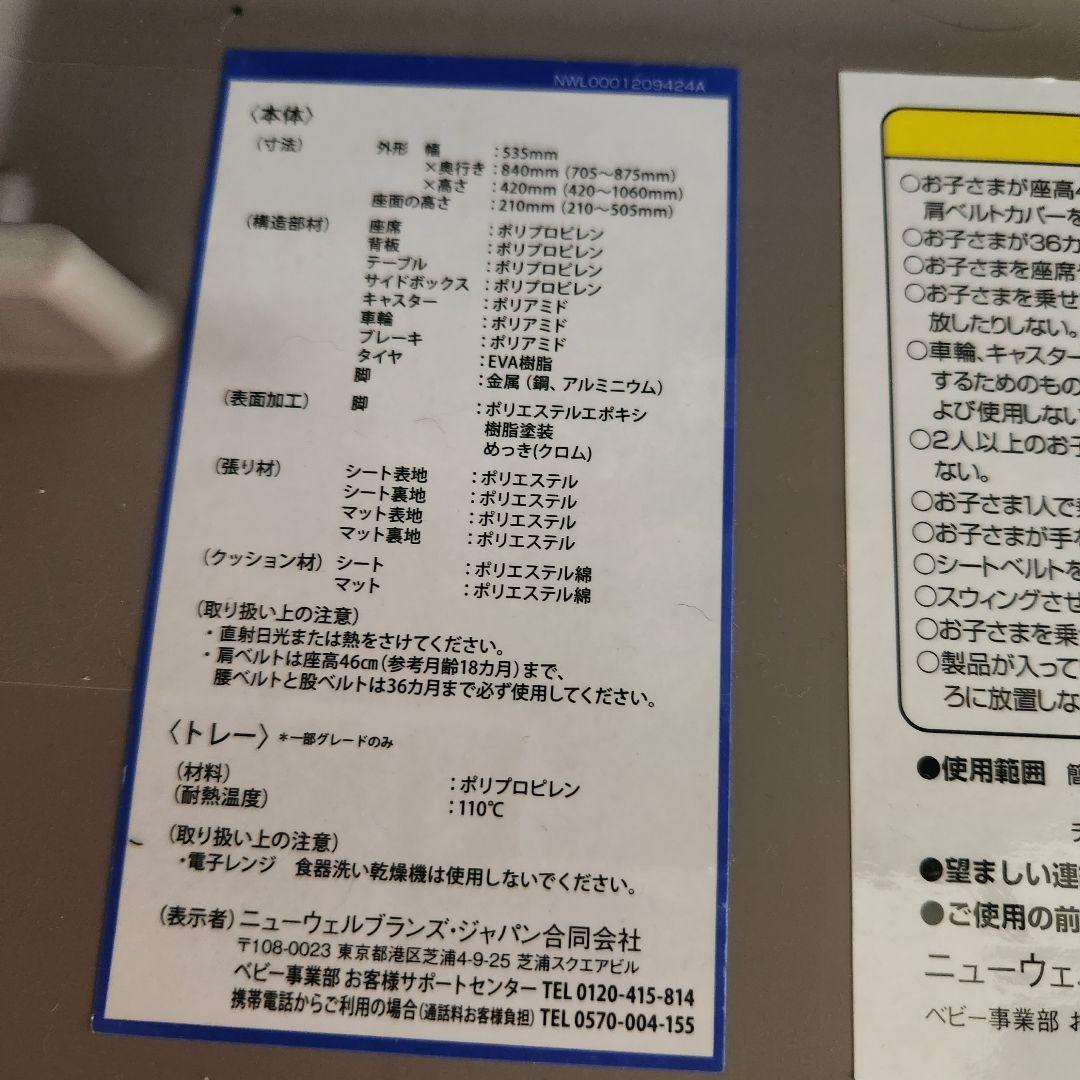 NWL0001209424A
〈本体〉
（寸法） 外形 幅 ：535mm
×奥行き ：840mm（705～875mm）
×高さ ：420mm（420～1060mm）
座面の高さ ：210mm（210～505mm）
（構造部材） 座席 ：ポリプロピレン
背板 ：ポリプロピレン
テーブル ：ポリプロピレン
サイドボックス ：ポリプロピレン
キャスター ：ポリアミド
車輪 ：ポリアミド
ブレーキ ：ポリアミド
タイヤ ：EVA樹脂
脚 ：金属（鋼、アルミニウム）
（表面加工） 脚 ：ポリエステルエポキシ
樹脂塗装
めっき(クロム)
（張り材） シート表地 ：ポリエステル
シート裏地 ：ポリエステル
マット表地 ：ポリエステル
マット裏地 ：ポリエステル
（クッション材） シート ：ポリエステル綿
マット ：ポリエステル綿
（取り扱い上の注意）
・直射日光または熱をさけてください。
・肩ベルトは座高46㎝（参考月齢18カ月）まで、
腰ベルトと股ベルトは36カ月まで必ず使用してください。
〈トレー〉＊一部グレードのみ
（材料） ：ポリプロピレン
（耐熱温度） ：110℃
（取り扱い上の注意）
・電子レンジ 食器洗い乾燥機は使用しないでください。
（表示者）ニューウェルブランズ・ジャパン合同会社
〒108-0023 東京都港区芝浦4-9-25 芝浦スクエアビル
ベビー事業部 お客様サポートセンター TEL 0120-415-814
携帯電話からご利用の場合（通話料お客様負担）TEL 0570-004-155
○お子さまが座高4
肩ベルトカバーを
○お子さまが36カ
○お子さまを座席
○お子さまを乗せ
放したりしない。
○車輪、キャスター
するためのもの
よび使用しない
○2人以上のお子
ない。
○お子さま1人で
○お子さまが手
○シートベルトを
○スウィングさせ
○お子さまを乗
○製品が入って
ろに放置しな
●使用範囲
●望ましい連
●ご使用の前
ニューウェ
ベビー事業部 お